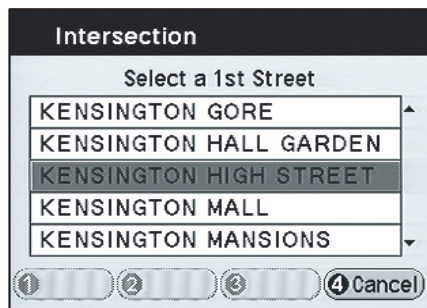 Intersection
Select a 1st Street
KENSINGTON GORE
KENSINGTON HALL GARDEN
KENSINGTON HIGH STREET
KENSINGTON MALL
KENSINGTON MANSIONS
1 2 3 4 Cancel